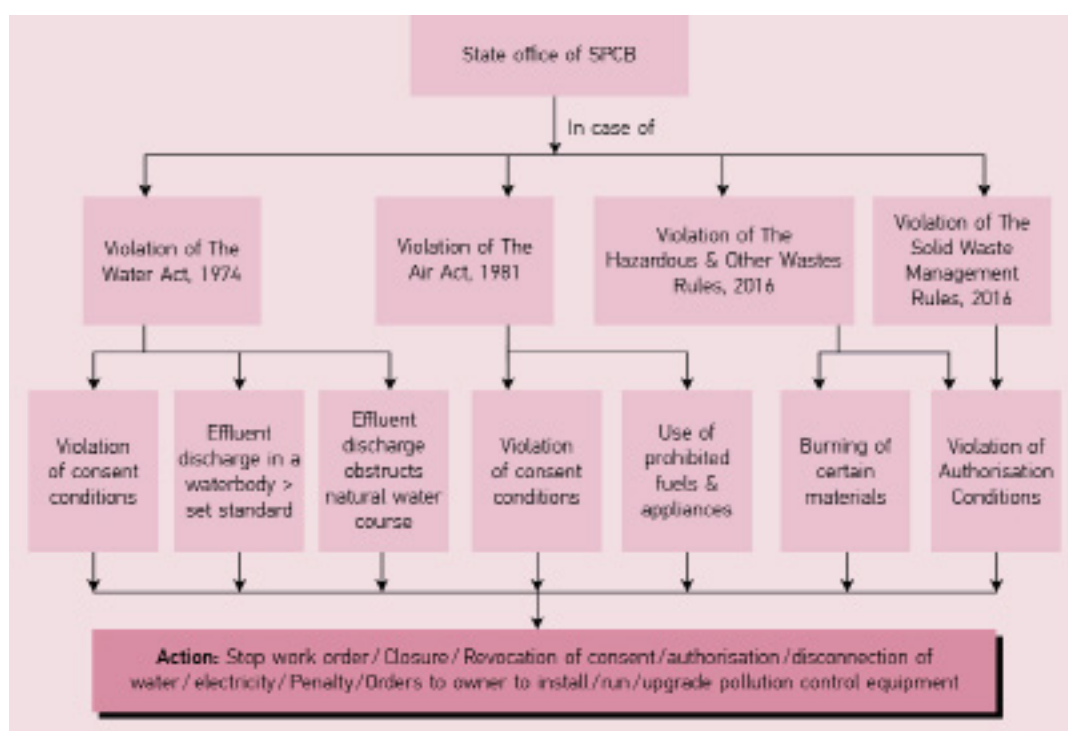 State office of SPCB
In case of
Violation of The
Water Act, 1974
Violation of The
Air Act, 1981
Violation of The
Hazardous & Other Wastes
Rules, 2016
Violation of The
Solid Waste
Management
Rules, 2016
Violation
of consent
conditions
Effluent
discharge in a
waterbody >
set standard
Effluent
discharge
obstructs
natural water
course
Violation
of consent
conditions
Use of
prohibited
fuels &
appliances
Burning of
certain
materials
Violation of
Authorisation
Conditions
Action: Stop work order/Closure/Revocation of consent/authorisation/disconnection of
water/electricity/Penalty/Orders to owner to install/run/upgrade pollution control equipment